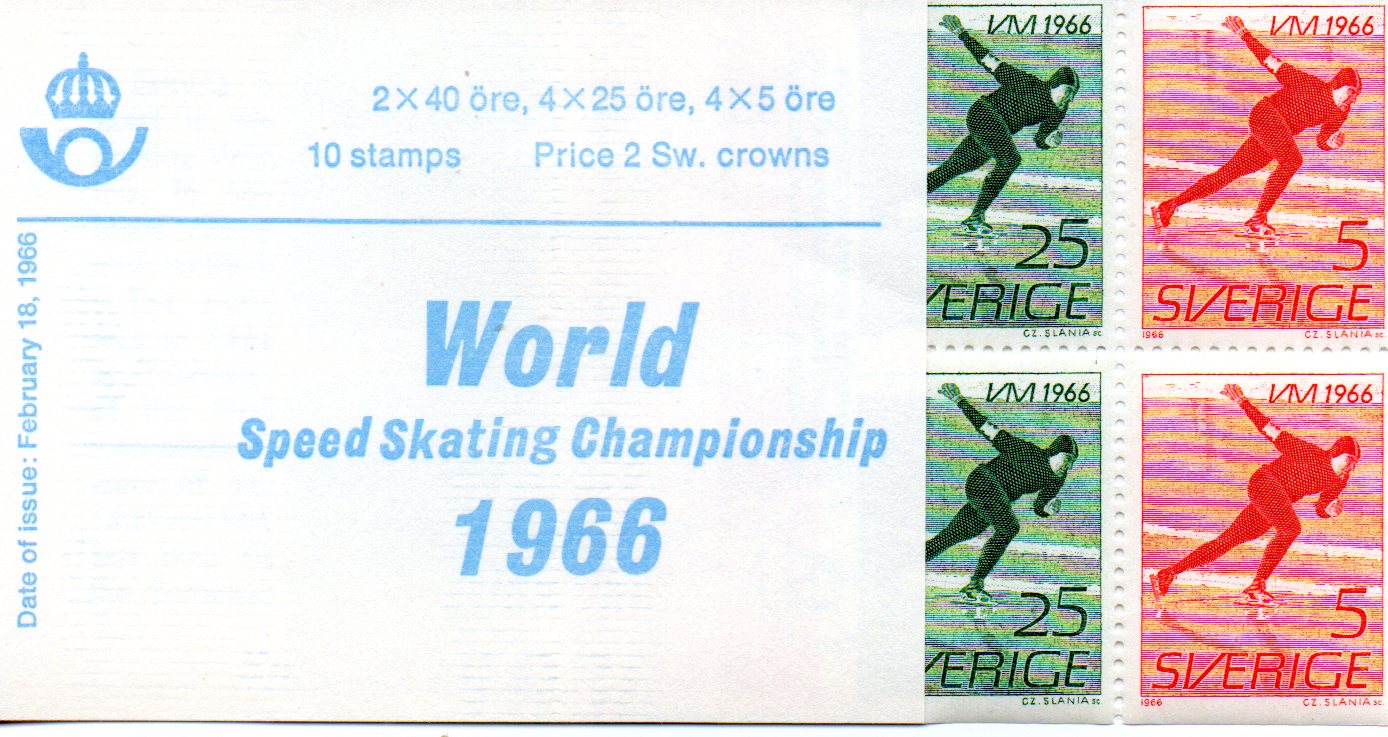 2×40 öre, 4×25 öre, 4×5 öre
10 stamps Price 2 Sw. crowns
Date of issue: February 18, 1966
World
Speed Skating Championship
1966
VM 1966
25
VERIGE
CZ. SLANIA sc.
VM 1966
5
SVERIGE
1966 CZ. SLANIA sc.
VM 1966
25
VERIGE
CZ. SLANIA sc.
VM 1966
5
SVERIGE
1966 CZ. SLANIA sc.